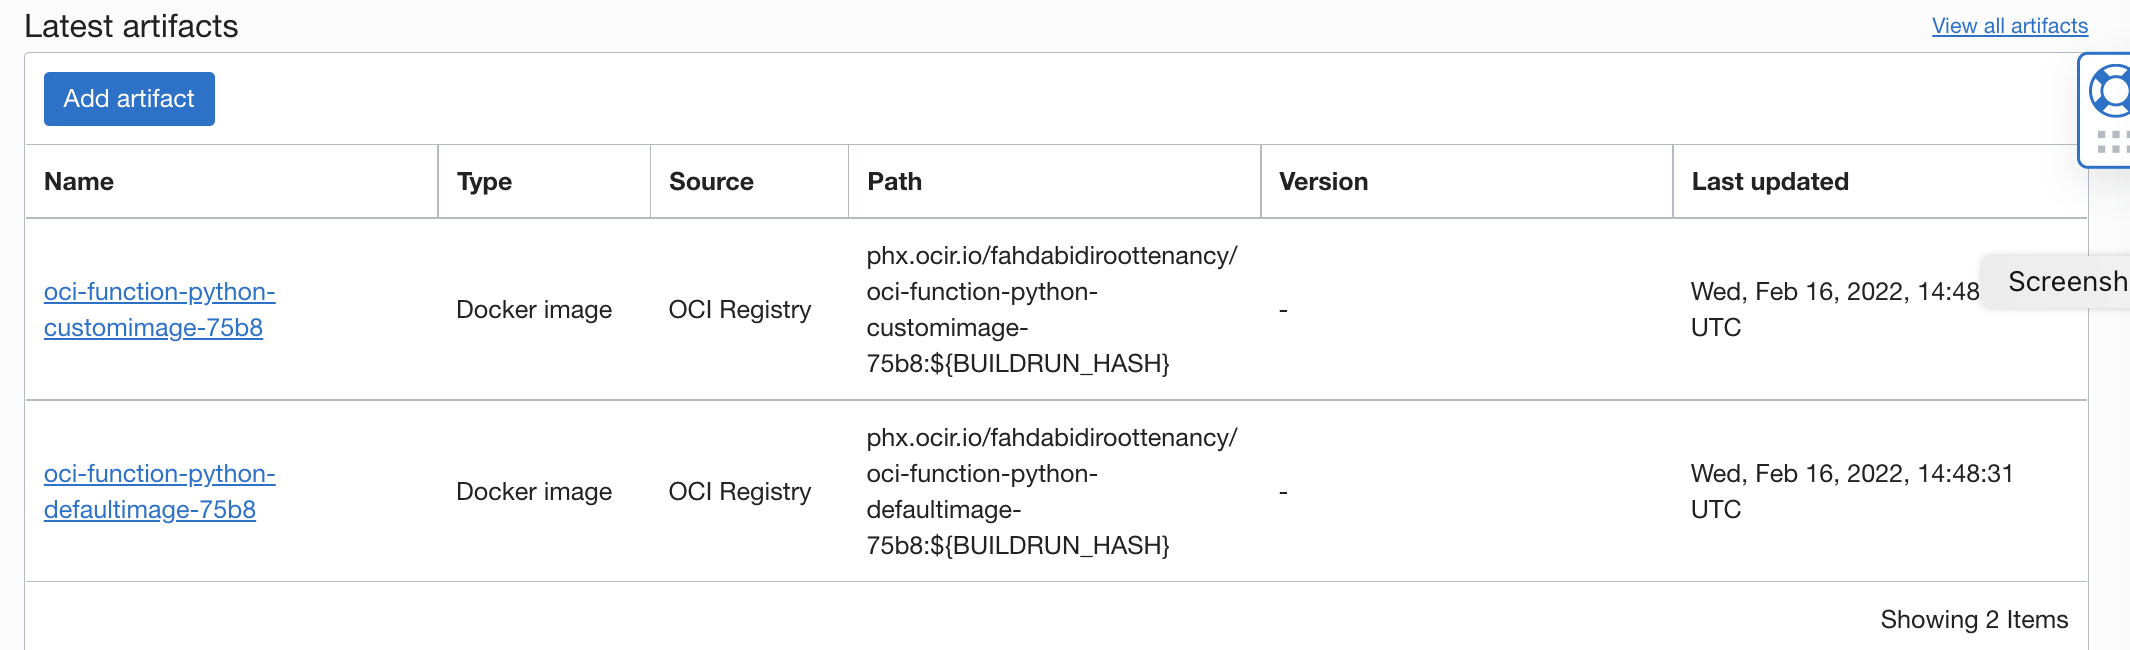 Latest artifacts
View all artifacts
Add artifact
Name
Type
Source
Path
Version
Last updated
oci-function-python-
customimage-75b8
Docker image
OCI Registry
phx.ocir.io/fahdabidiroottenancy/
oci-function-python-
customimage-
75b8:${BUILDRUN_HASH}
-
Wed, Feb 16, 2022, 14:48
UTC
Screensh
oci-function-python-
defaultimage-75b8
Docker image
OCI Registry
phx.ocir.io/fahdabidiroottenancy/
oci-function-python-
defaultimage-
75b8:${BUILDRUN_HASH}
-
Wed, Feb 16, 2022, 14:48:31
UTC
Showing 2 Items